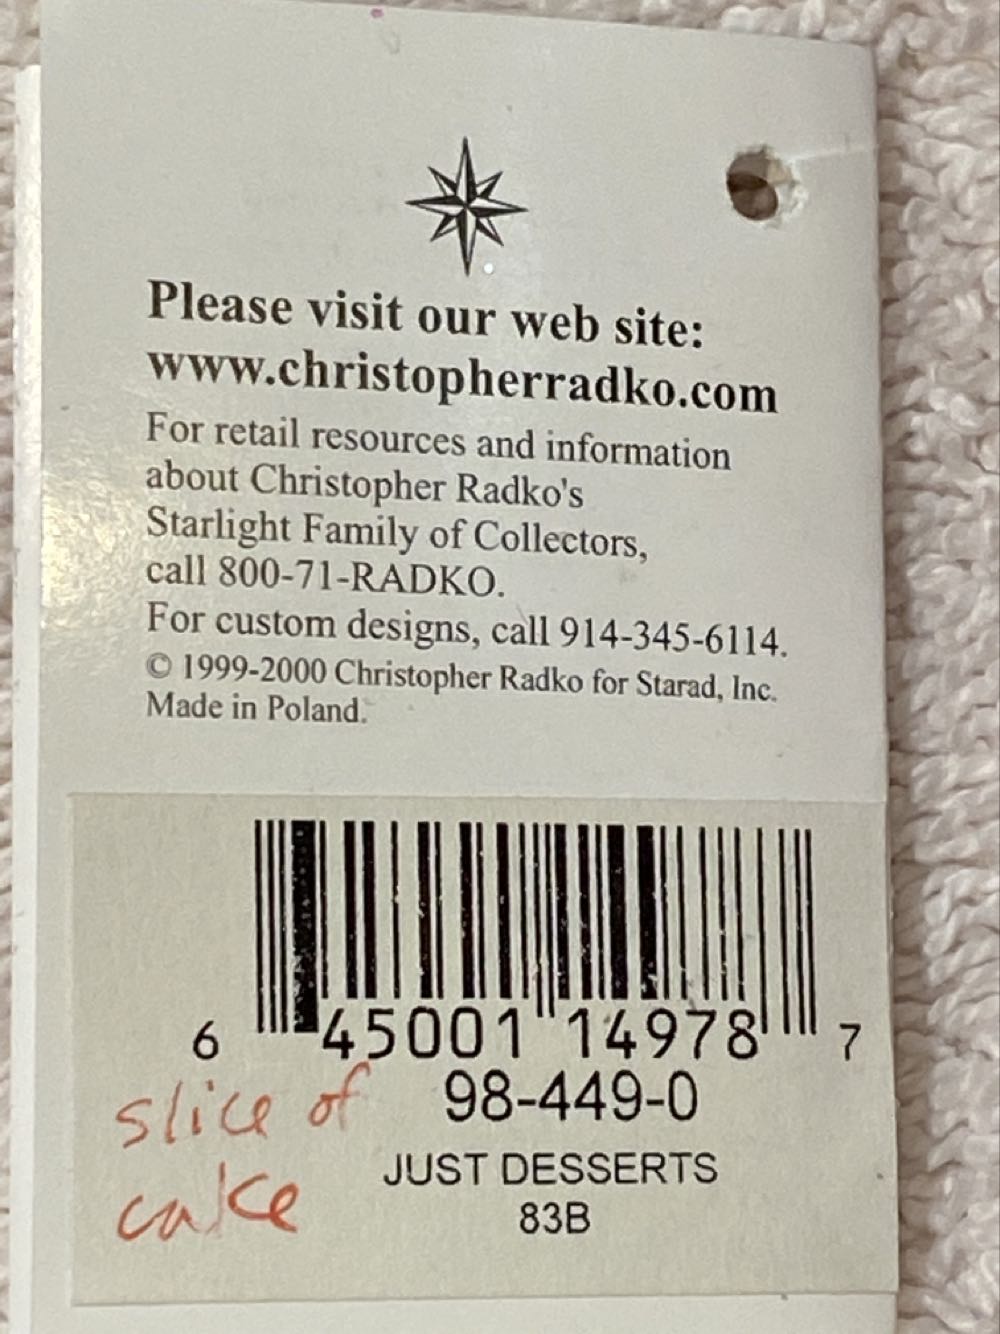 Please visit our web site:
www.christopherradko.com
For retail resources and information
about Christopher Radko's
Starlight Family of Collectors,
call 800-71-RADKO.
For custom designs, call 914-345-6114.
© 1999-2000 Christopher Radko for Starad, Inc.
Made in Poland.
6 45001 14978 7
98-449-0
JUST DESSERTS
83B
slice of
cake